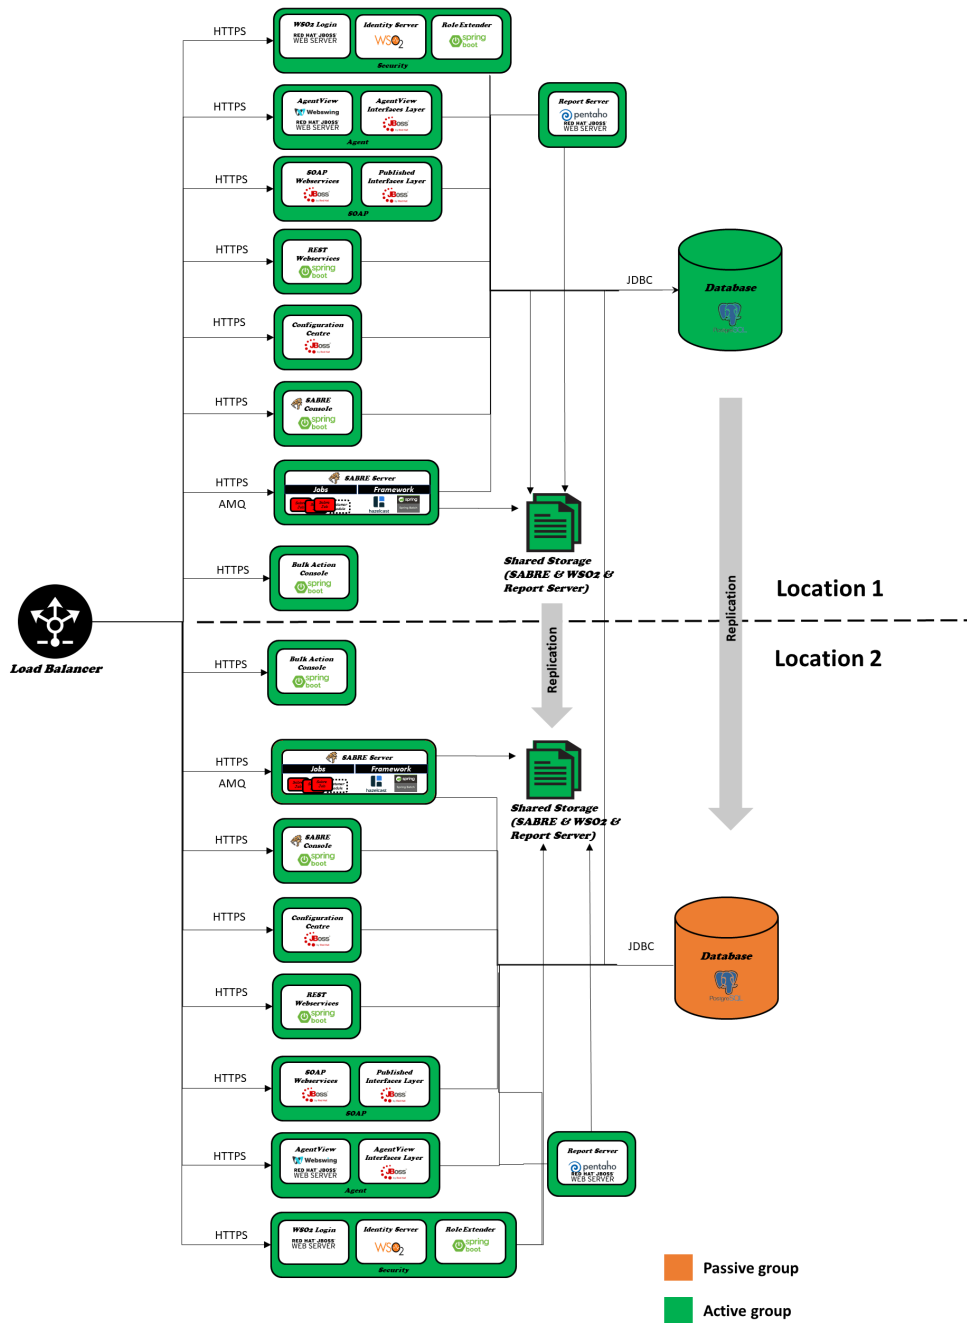 HTTPS
WSO2 Login
RED HAT JBOSS
WEB SERVER
Identity Server
WSO2
Role Extender
spring
boot
Security
HTTPS
AgentView
Webswing
RED HAT JBOSS
WEB SERVER
AgentView
Interfaces Layer
JBoss
Agent
Report Server
pentaho
RED HAT JBOSS
WEB SERVER
HTTPS
SOAP
Webservices
JBoss
Published
Interfaces Layer
JBoss
SOAP
HTTPS
REST
Webservices
spring
boot
JDBC
Database
PostgreSQL
HTTPS
Configuration
Centre
JBoss
HTTPS
SABRE
Console
spring
boot
HTTPS
AMQ
SABRE Server
Jobs
Framework
hazelcast
spring
Shared Storage
(SABRE & WSO2 &
Report Server)
HTTPS
Bulk Action
Console
spring
boot
Replication
Replication
Location 1
Load Balancer
Location 2
HTTPS
Bulk Action
Console
spring
boot
HTTPS
AMQ
SABRE Server
Jobs
Framework
hazelcast
spring
Shared Storage
(SABRE & WSO2 &
Report Server)
HTTPS
SABRE
Console
spring
boot
HTTPS
Configuration
Centre
JBoss
JDBC
Database
PostgreSQL
HTTPS
REST
Webservices
spring
boot
HTTPS
SOAP
Webservices
JBoss
Published
Interfaces Layer
JBoss
SOAP
HTTPS
AgentView
Webswing
RED HAT JBOSS
WEB SERVER
AgentView
Interfaces Layer
JBoss
Agent
Report Server
pentaho
RED HAT JBOSS
WEB SERVER
HTTPS
WSO2 Login
RED HAT JBOSS
WEB SERVER
Identity Server
WSO2
Role Extender
spring
boot
Security
Passive group
Active group